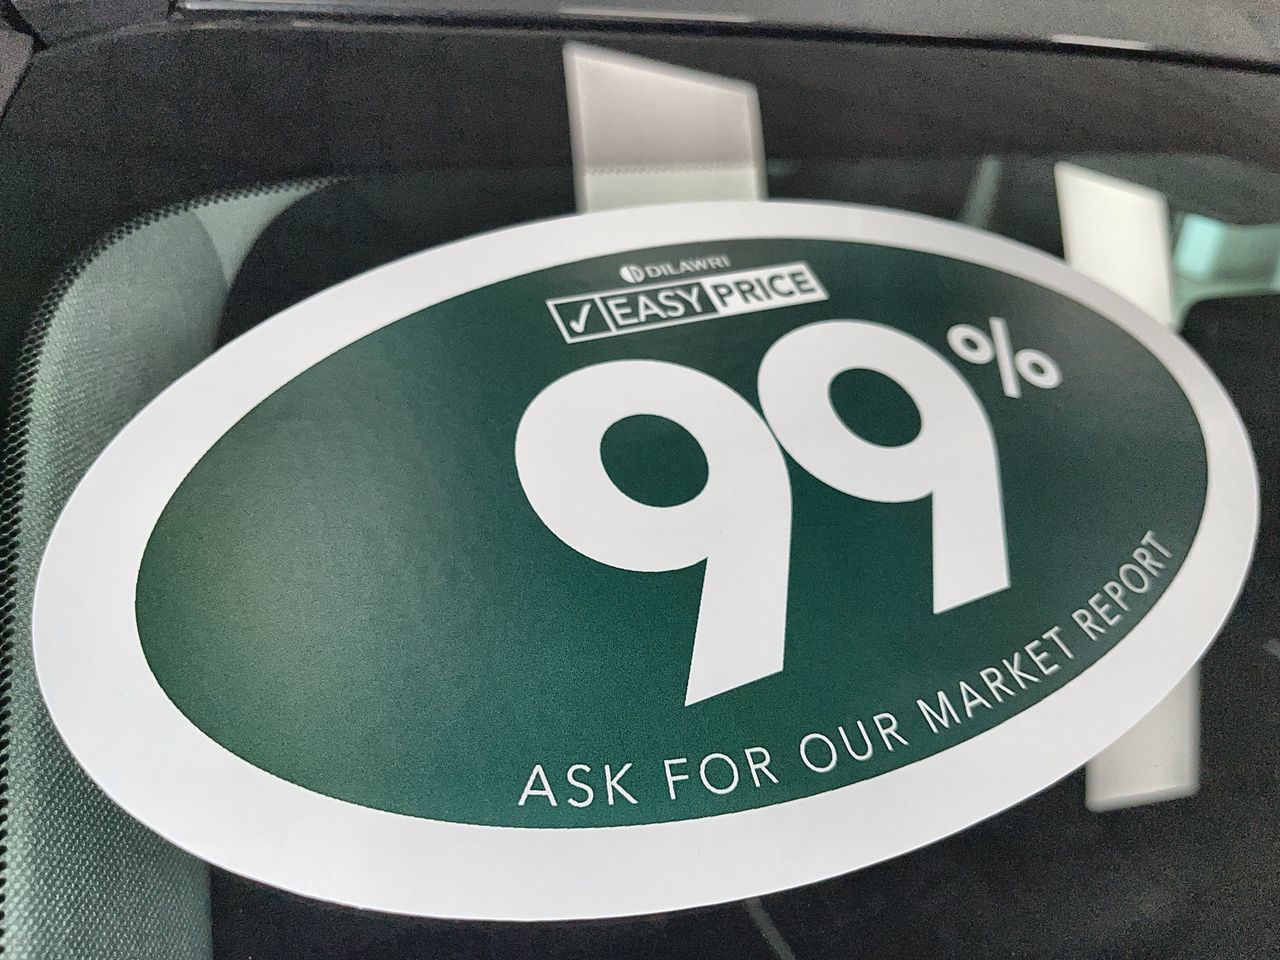 DILAWRI
✓ EASY PRICE
99%
ASK FOR OUR MARKET REPORT